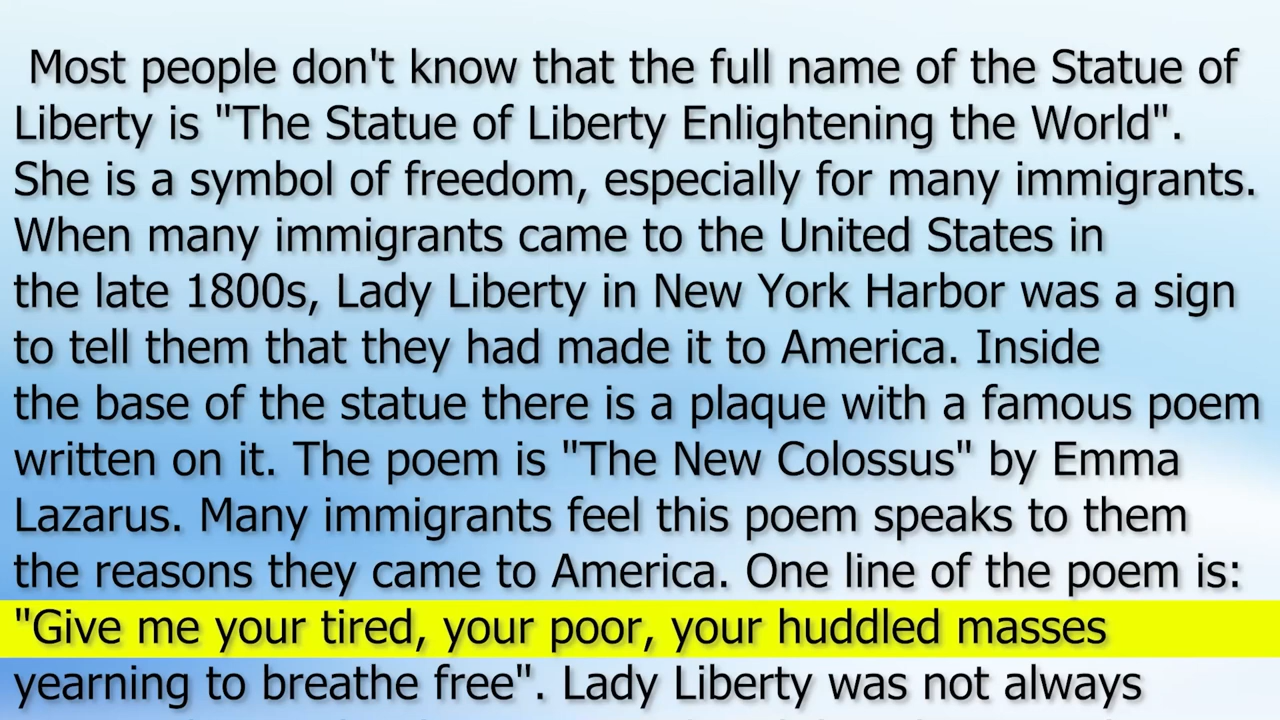 Most people don't know that the full name of the Statue of
Liberty is "The Statue of Liberty Enlightening the World".
She is a symbol of freedom, especially for many immigrants.
When many immigrants came to the United States in
the late 1800s, Lady Liberty in New York Harbor was a sign
to tell them that they had made it to America. Inside
the base of the statue there is a plaque with a famous poem
written on it. The poem is "The New Colossus" by Emma
Lazarus. Many immigrants feel this poem speaks to them
the reasons they came to America. One line of the poem is:
"Give me your tired, your poor, your huddled masses
yearning to breathe free". Lady Liberty was not always